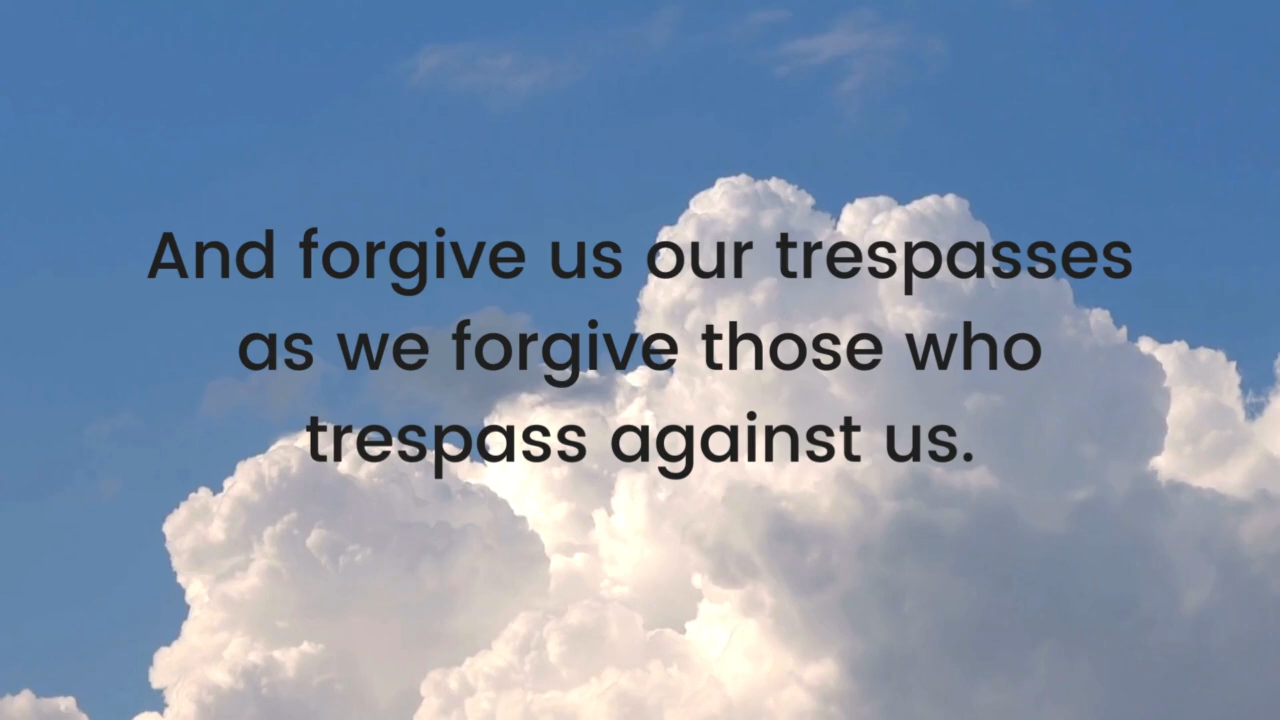 And forgive us our trespasses
as we forgive those who
trespass against us.